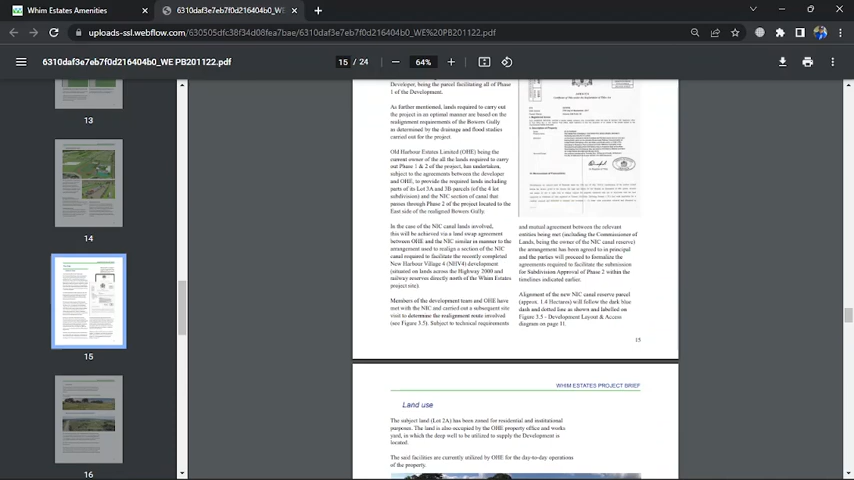 Whim Estates Amenities
6310daf3e7eb7f0d216404b0_WE
uploads-ssl.webflow.com/630505dfc38f34d08fea7bae/6310daf3e7eb7f0d216404b0_WE%20PB201122.pdf
6310daf3e7eb7f0d216404b0_WE PB201122.pdf
15 / 24
64%
13
14
15
16
Developer, being the parcel facilitating all of Phase
1 of the Development.
As further mentioned, lands required to carry out
the project in an optimal manner are based on the
realignment requirements of the Bowers Gully
as determined by the drainage and flood studies
carried out for the project.
Old Harbour Estates Limited (OHE) being the
current owner of the all the lands required to carry
out Phase 1 & 2 of the project, has undertaken,
subject to the agreements between the developer
and OHE, to provide the required lands including
parts of its Lot 3A and 3B parcels (of the 4 lot
subdivision) and the NIC section of canal that
passes through Phase 2 of the project located to the
East side of the realigned Bowers Gully.
In the case of the NIC canal lands involved,
this will be achieved via a land swap agreement
between OHE and the NIC similar in manner to the
arrangement used to realign a section of the NIC
canal required to facilitate the recently completed
New Harbour Village 4 (NHV4) development
(situated on lands across the Highway 2000 and
railway reserves directly north of the Whim Estates
project site).
Members of the development team and OHE have
met with the NIC and carried out a subsequent site
visit to determine the realignment route involved
(see Figure 3.5). Subject to technical requirements
and mutual agreement between the relevant
entities being met (including the Commissioner of
Lands, being the owner of the NIC canal reserve)
the arrangement has been agreed to in principal
and the parties will proceed to formalize the
agreements required to facilitate the submission
for Subdivision Approval of Phase 2 within the
timelines indicated earlier.
Alignment of the new NIC canal reserve parcel
(approx. 1.4 Hectares) will follow the dark blue
dash and dotted line as shown and labelled on
Figure 3.5 - Development Layout & Access
diagram on page 11.
15
WHIM ESTATES PROJECT BRIEF
Land use
The subject land (Lot 2A) has been zoned for residential and institutional
purposes. The land is also occupied by the OHE property office and works
yard, in which the deep well to be utilized to supply the Development is
located.
The said facilities are currently utilized by OHE for the day-to-day operations
of the property.